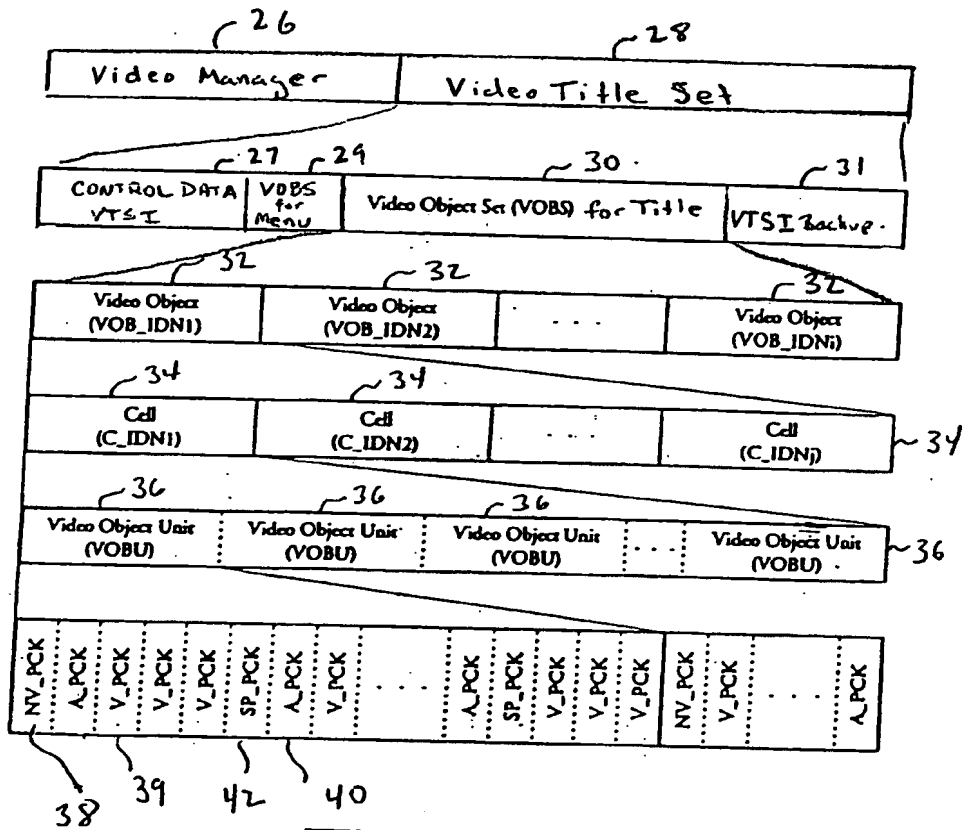 26 28
Video Manager Video Title Set
27 29 30 31
CONTROL DATA VTSI VOBS for Menu Video Object Set (VOBS) for Title VTSI Backup.
32 32 32
Video Object (VOB_IDN1) Video Object (VOB_IDN2) . . . . Video Object (VOB_IDNi)
34 34
Cell (C_IDN1) Cell (C_IDN2) . . . . Cell (C_IDNj) 34
36 36 36
Video Object Unit (VOBU) Video Object Unit (VOBU) Video Object Unit (VOBU) . . . Video Object Unit (VOBU) 36
NV_PCK A_PCK V_PCK V_PCK V_PCK SP_PCK A_PCK V_PCK . . . . A_PCK SP_PCK V_PCK V_PCK V_PCK NV_PCK V_PCK . . . . A_PCK
38 39 42 40